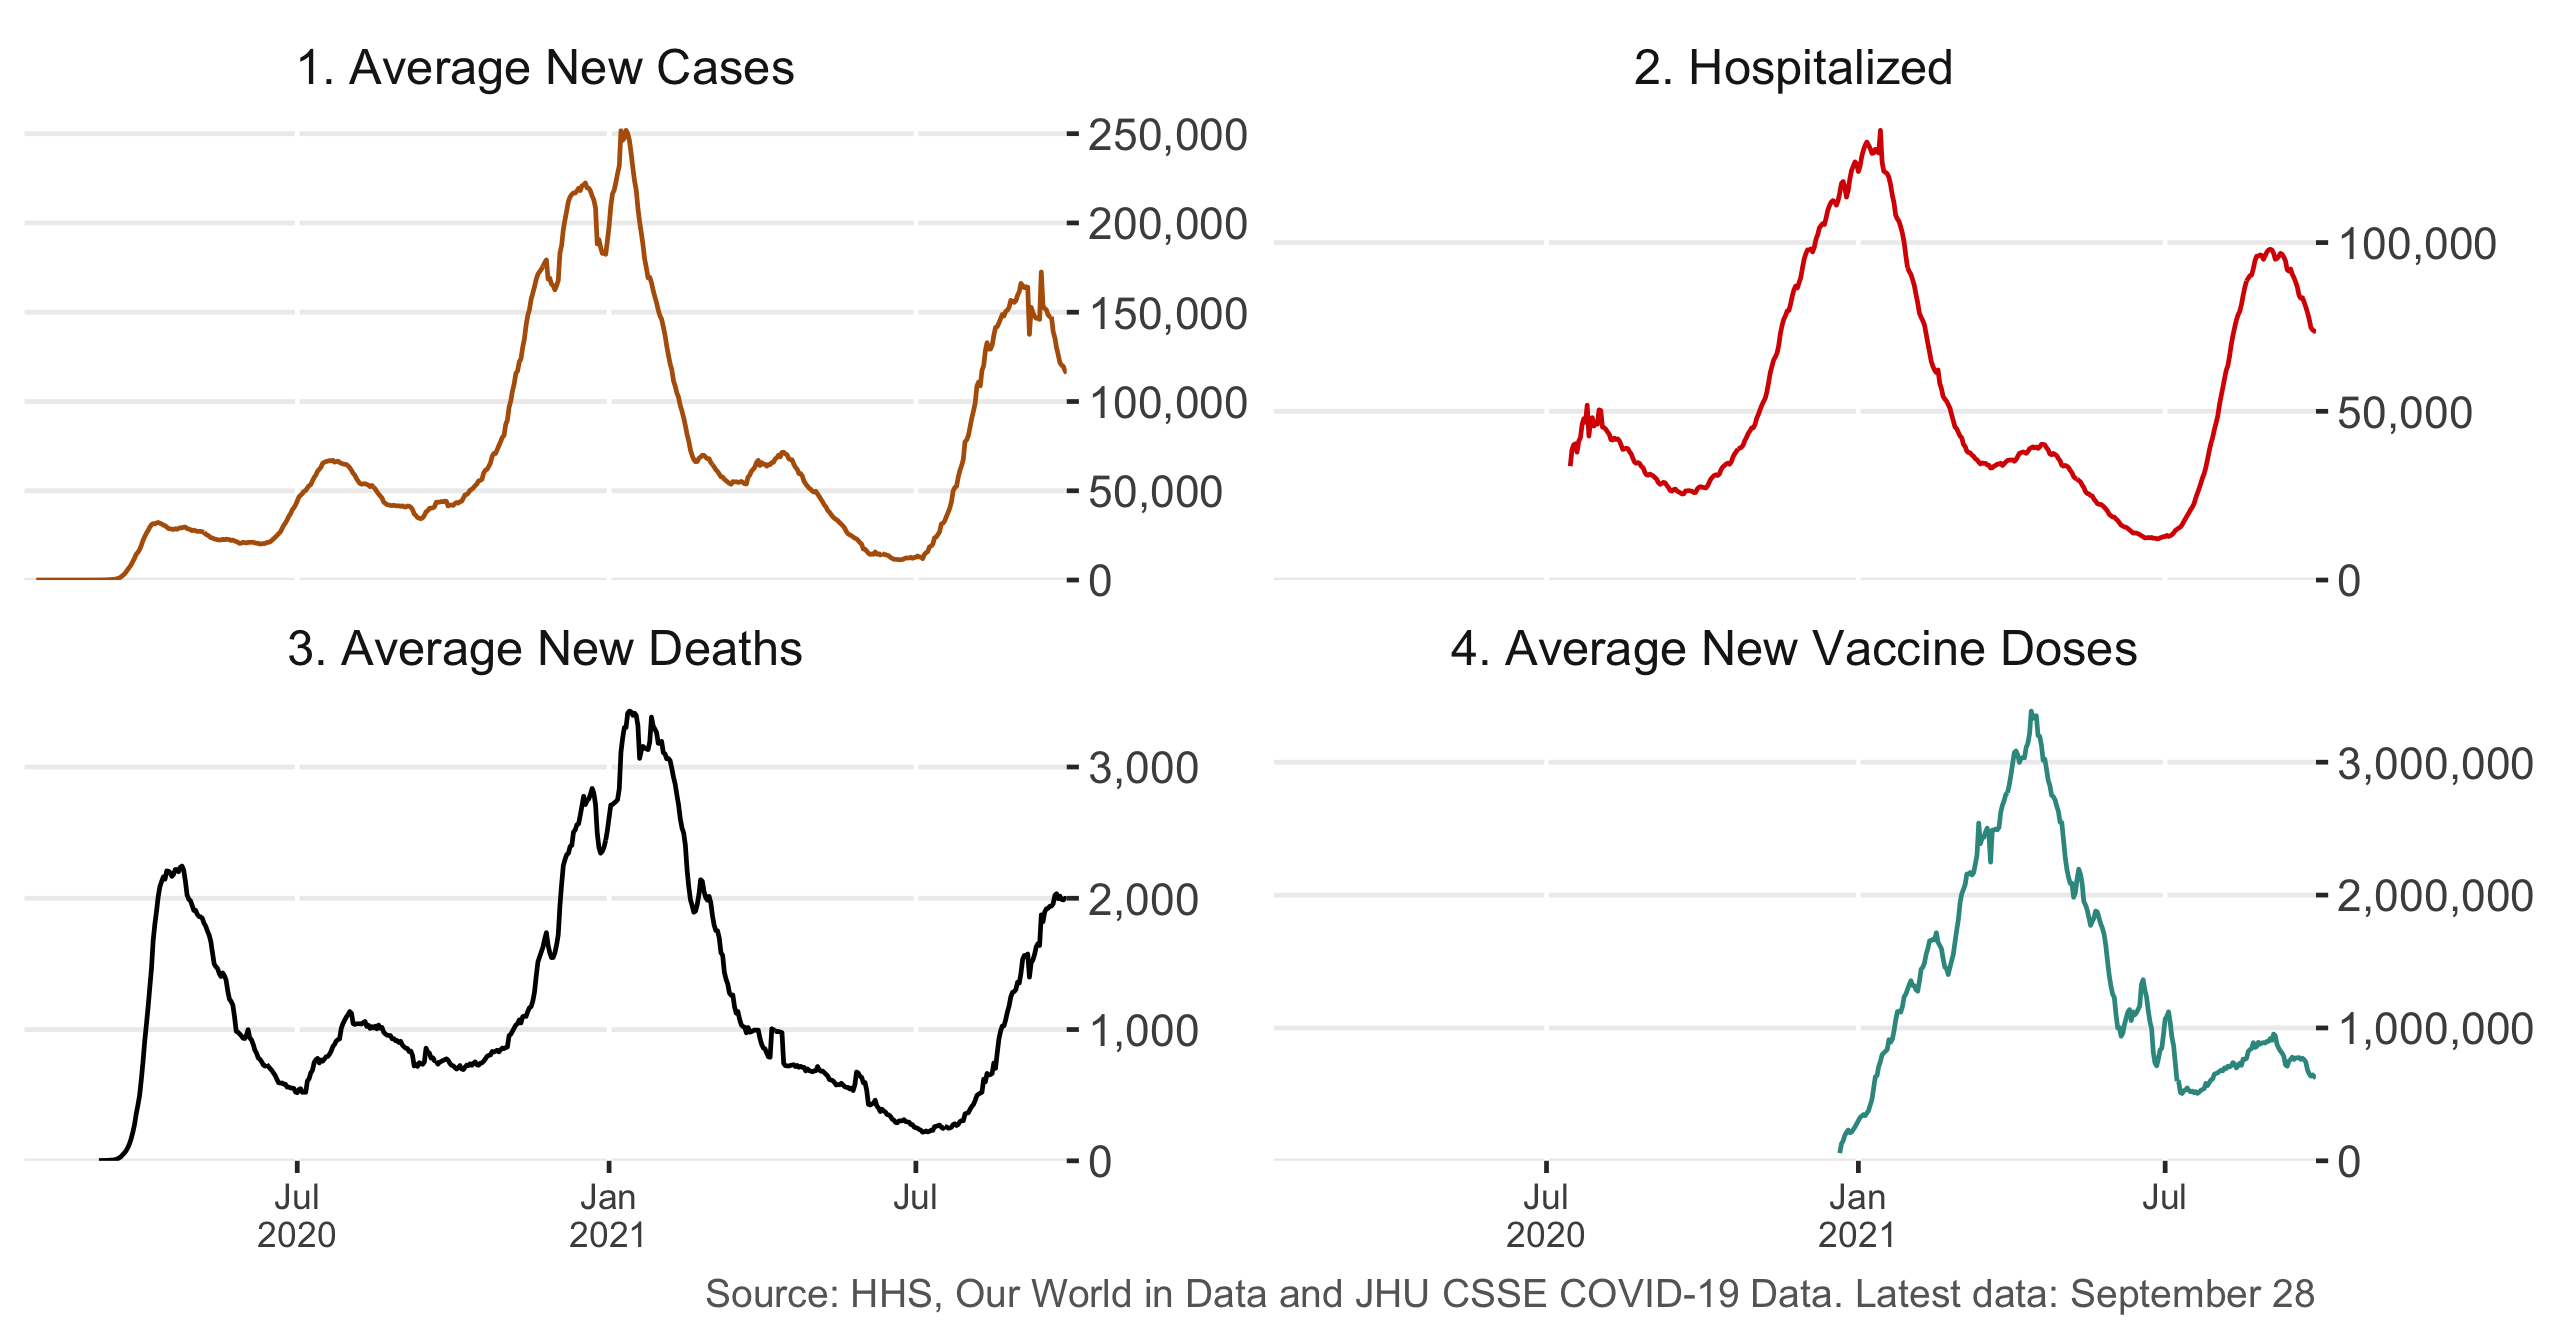 1. Average New Cases
250,000
200,000
150,000
100,000
50,000
0
2. Hospitalized
100,000
50,000
0
3. Average New Deaths
3,000
2,000
1,000
0
Jul
2020
Jan
2021
Jul
4. Average New Vaccine Doses
3,000,000
2,000,000
1,000,000
0
Jul
2020
Jan
2021
Jul
Source: HHS, Our World in Data and JHU CSSE COVID-19 Data. Latest data: September 28